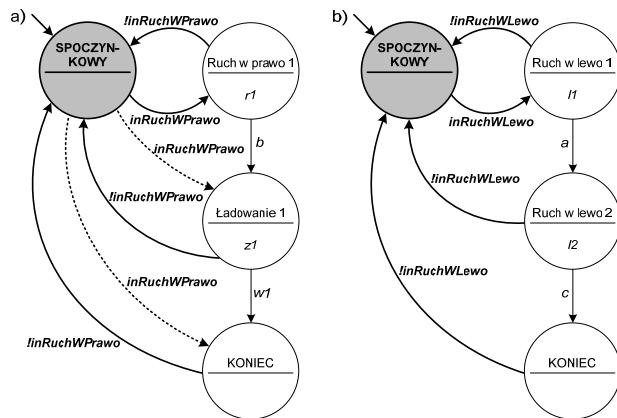 a)
SPOCZYN-
KOWY
!inRuchWPrawo
Ruch w prawo 1
r1
inRuchWPrawo
inRuchWPrawo
b
!inRuchWPrawo
Ładowanie 1
z1
inRuchWPrawo
w1
!inRuchWPrawo
KONIEC
b)
SPOCZYN-
KOWY
!inRuchWLewo
Ruch w lewo 1
l1
inRuchWLewo
a
!inRuchWLewo
Ruch w lewo 2
l2
!inRuchWLewo
c
KONIEC